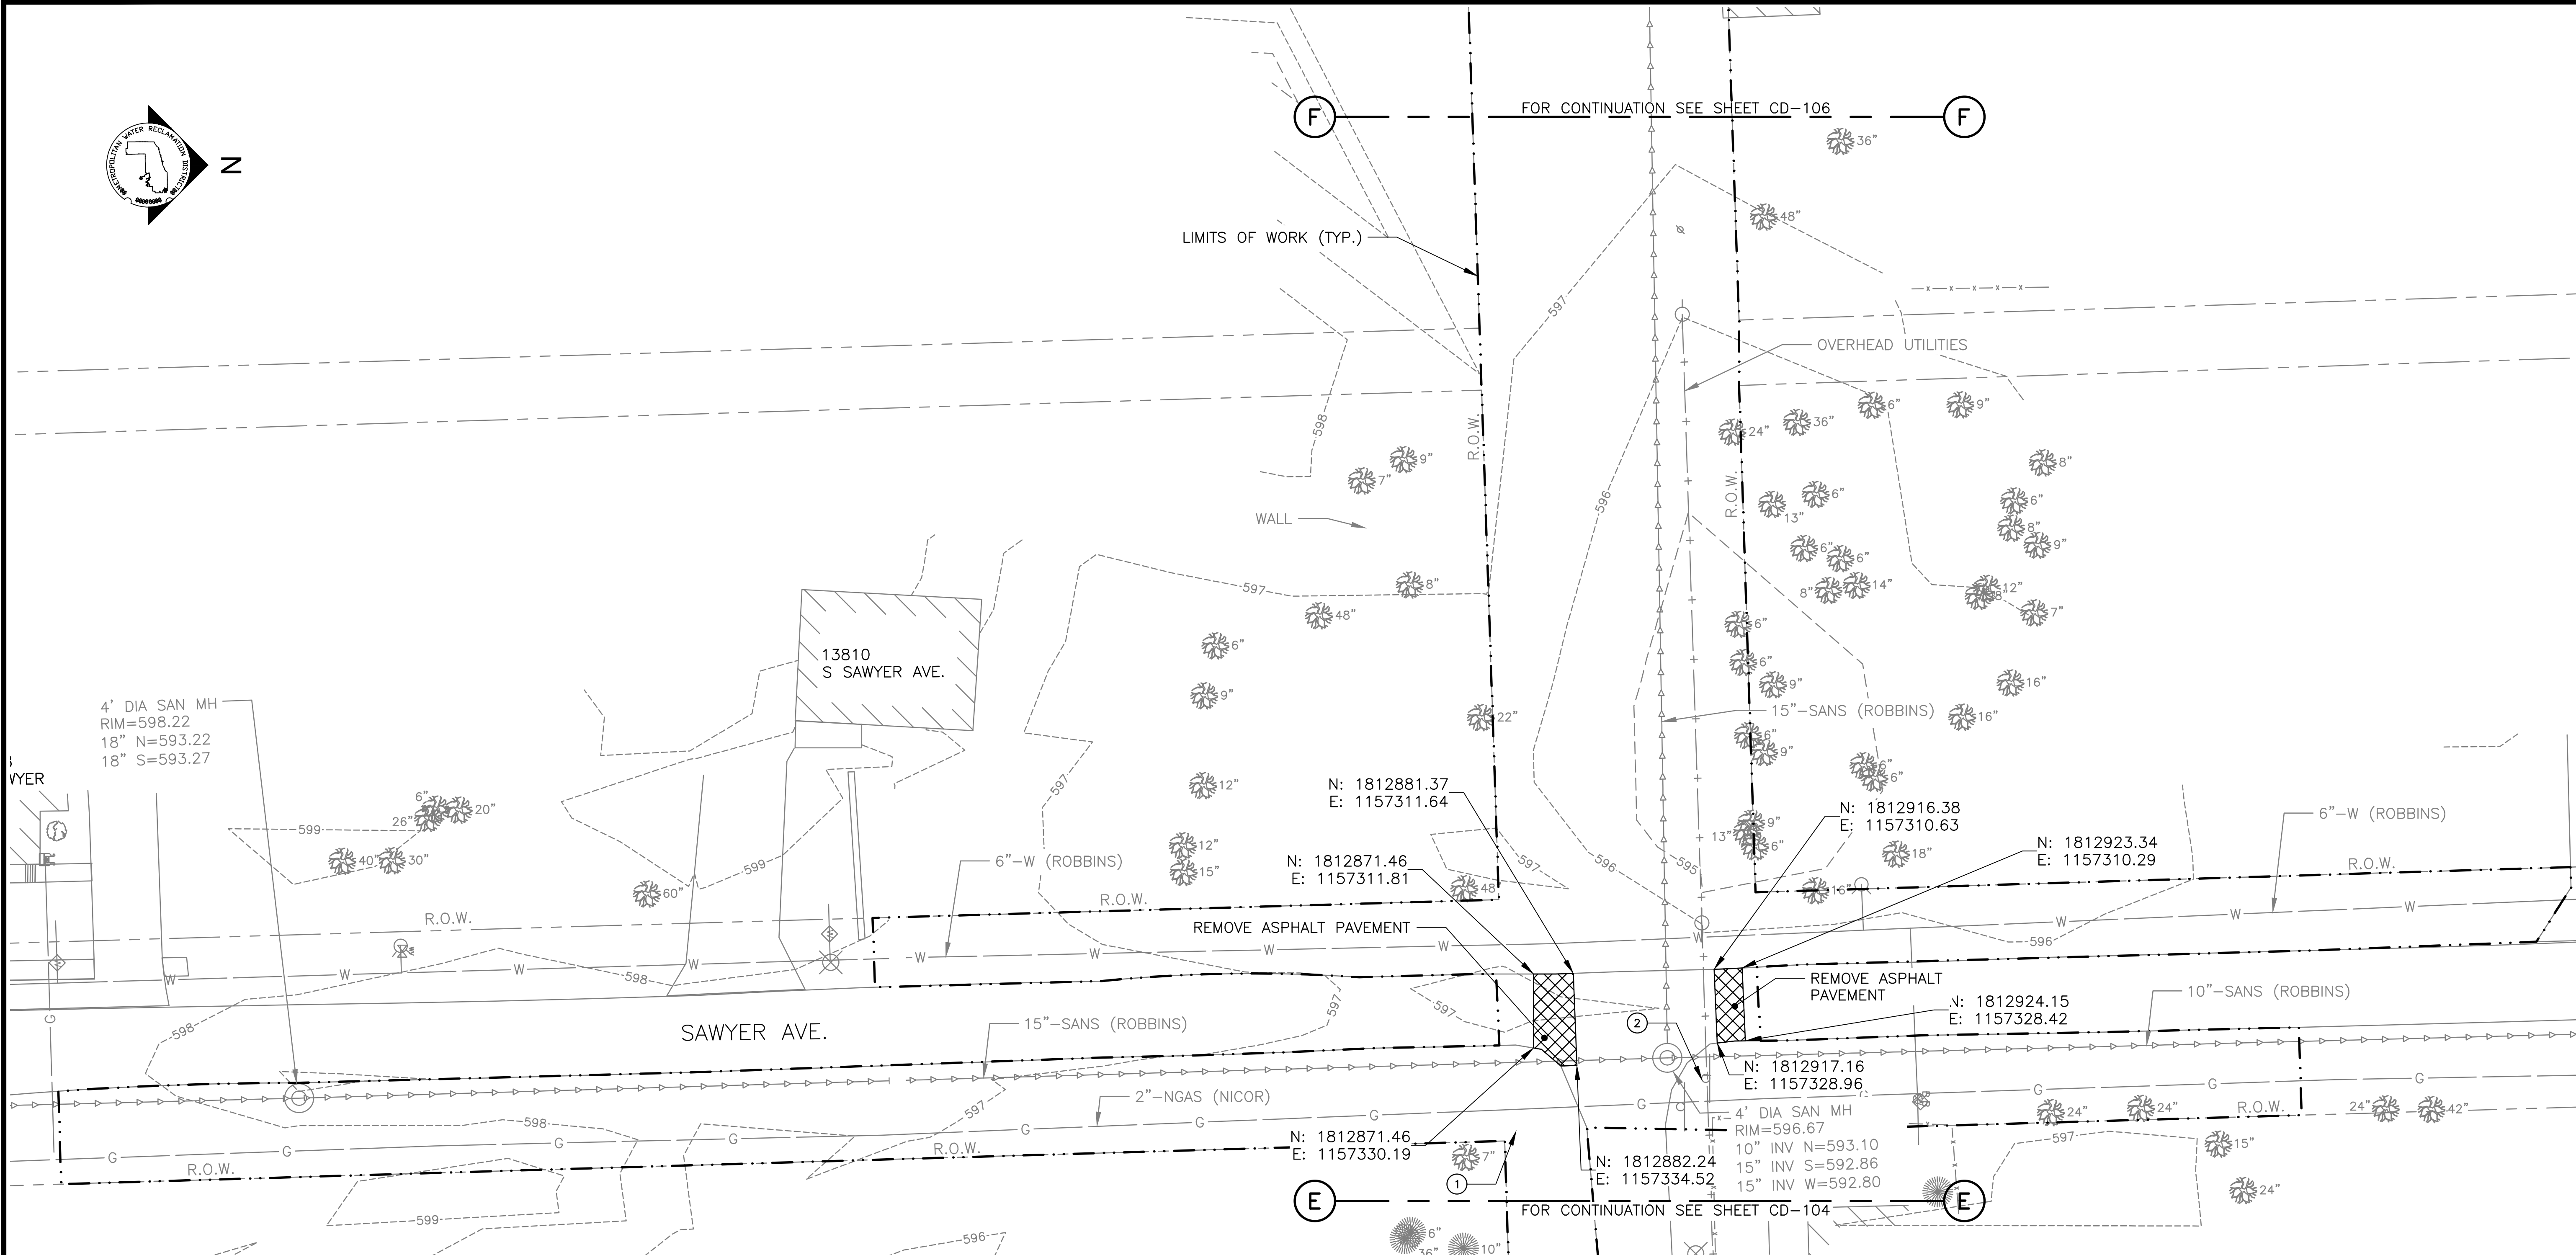 METROPOLITAN WATER RECLAMATION DISTRICT
N
F
FOR CONTINUATION SEE SHEET CD-106
F
36"
48"
LIMITS OF WORK (TYP.)
597
OVERHEAD UTILITIES
598
R.O.W.
R.O.W.
24"
36"
6"
9"
9"
7"
8"
6"
13"
6"
8"
9"
596
WALL
6"
6"
8"
14"
12"
7"
597
8"
48"
6"
6"
6"
9"
9"
16"
16"
22"
13810
S SAWYER AVE.
15"-SANS (ROBBINS)
4' DIA SAN MH
RIM=598.22
18" N=593.22
18" S=593.27
WYER
6"
20"
26"
599
40"
30"
60"
599
597
12"
12"
15"
6"
9"
6"
6"
N: 1812881.37
E: 1157311.64
N: 1812871.46
E: 1157311.81
N: 1812916.38
E: 1157310.63
N: 1812923.34
E: 1157310.29
6"-W (ROBBINS)
6"-W (ROBBINS)
9"
13"
6"
18"
16"
597
596
595
48
R.O.W.
R.O.W.
R.O.W.
REMOVE ASPHALT PAVEMENT
W W W W W W W W W W W
598
597
597
596
REMOVE ASPHALT
PAVEMENT
N: 1812924.15
E: 1157328.42
10"-SANS (ROBBINS)
598
SAWYER AVE.
15"-SANS (ROBBINS)
2
G
N: 1812917.16
E: 1157328.96
2"-NGAS (NICOR)
597
598
G G G G G G G G G G G
R.O.W.
R.O.W.
R.O.W.
4' DIA SAN MH
RIM=596.67
10" INV N=593.10
15" INV S=592.86
15" INV W=592.80
24"
24"
24"
42"
597
15"
24"
N: 1812871.46
E: 1157330.19
7"
1
N: 1812882.24
E: 1157334.52
E
FOR CONTINUATION SEE SHEET CD-104
E
599
596
6"
36"
10"